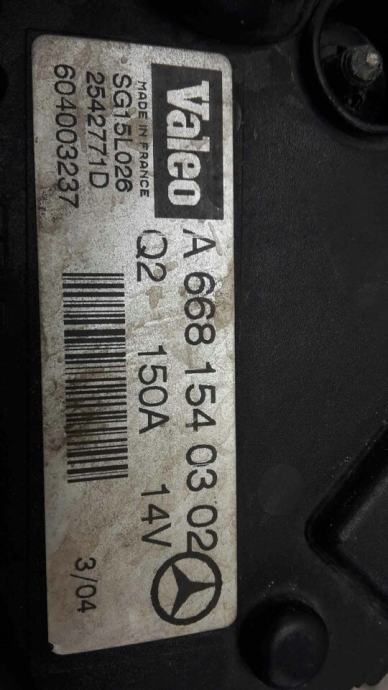 Valeo
MADE IN FRANCE
SG15L026
2542771D
604003237
A 668 154 03 02
Q2 150A 14V
3/04